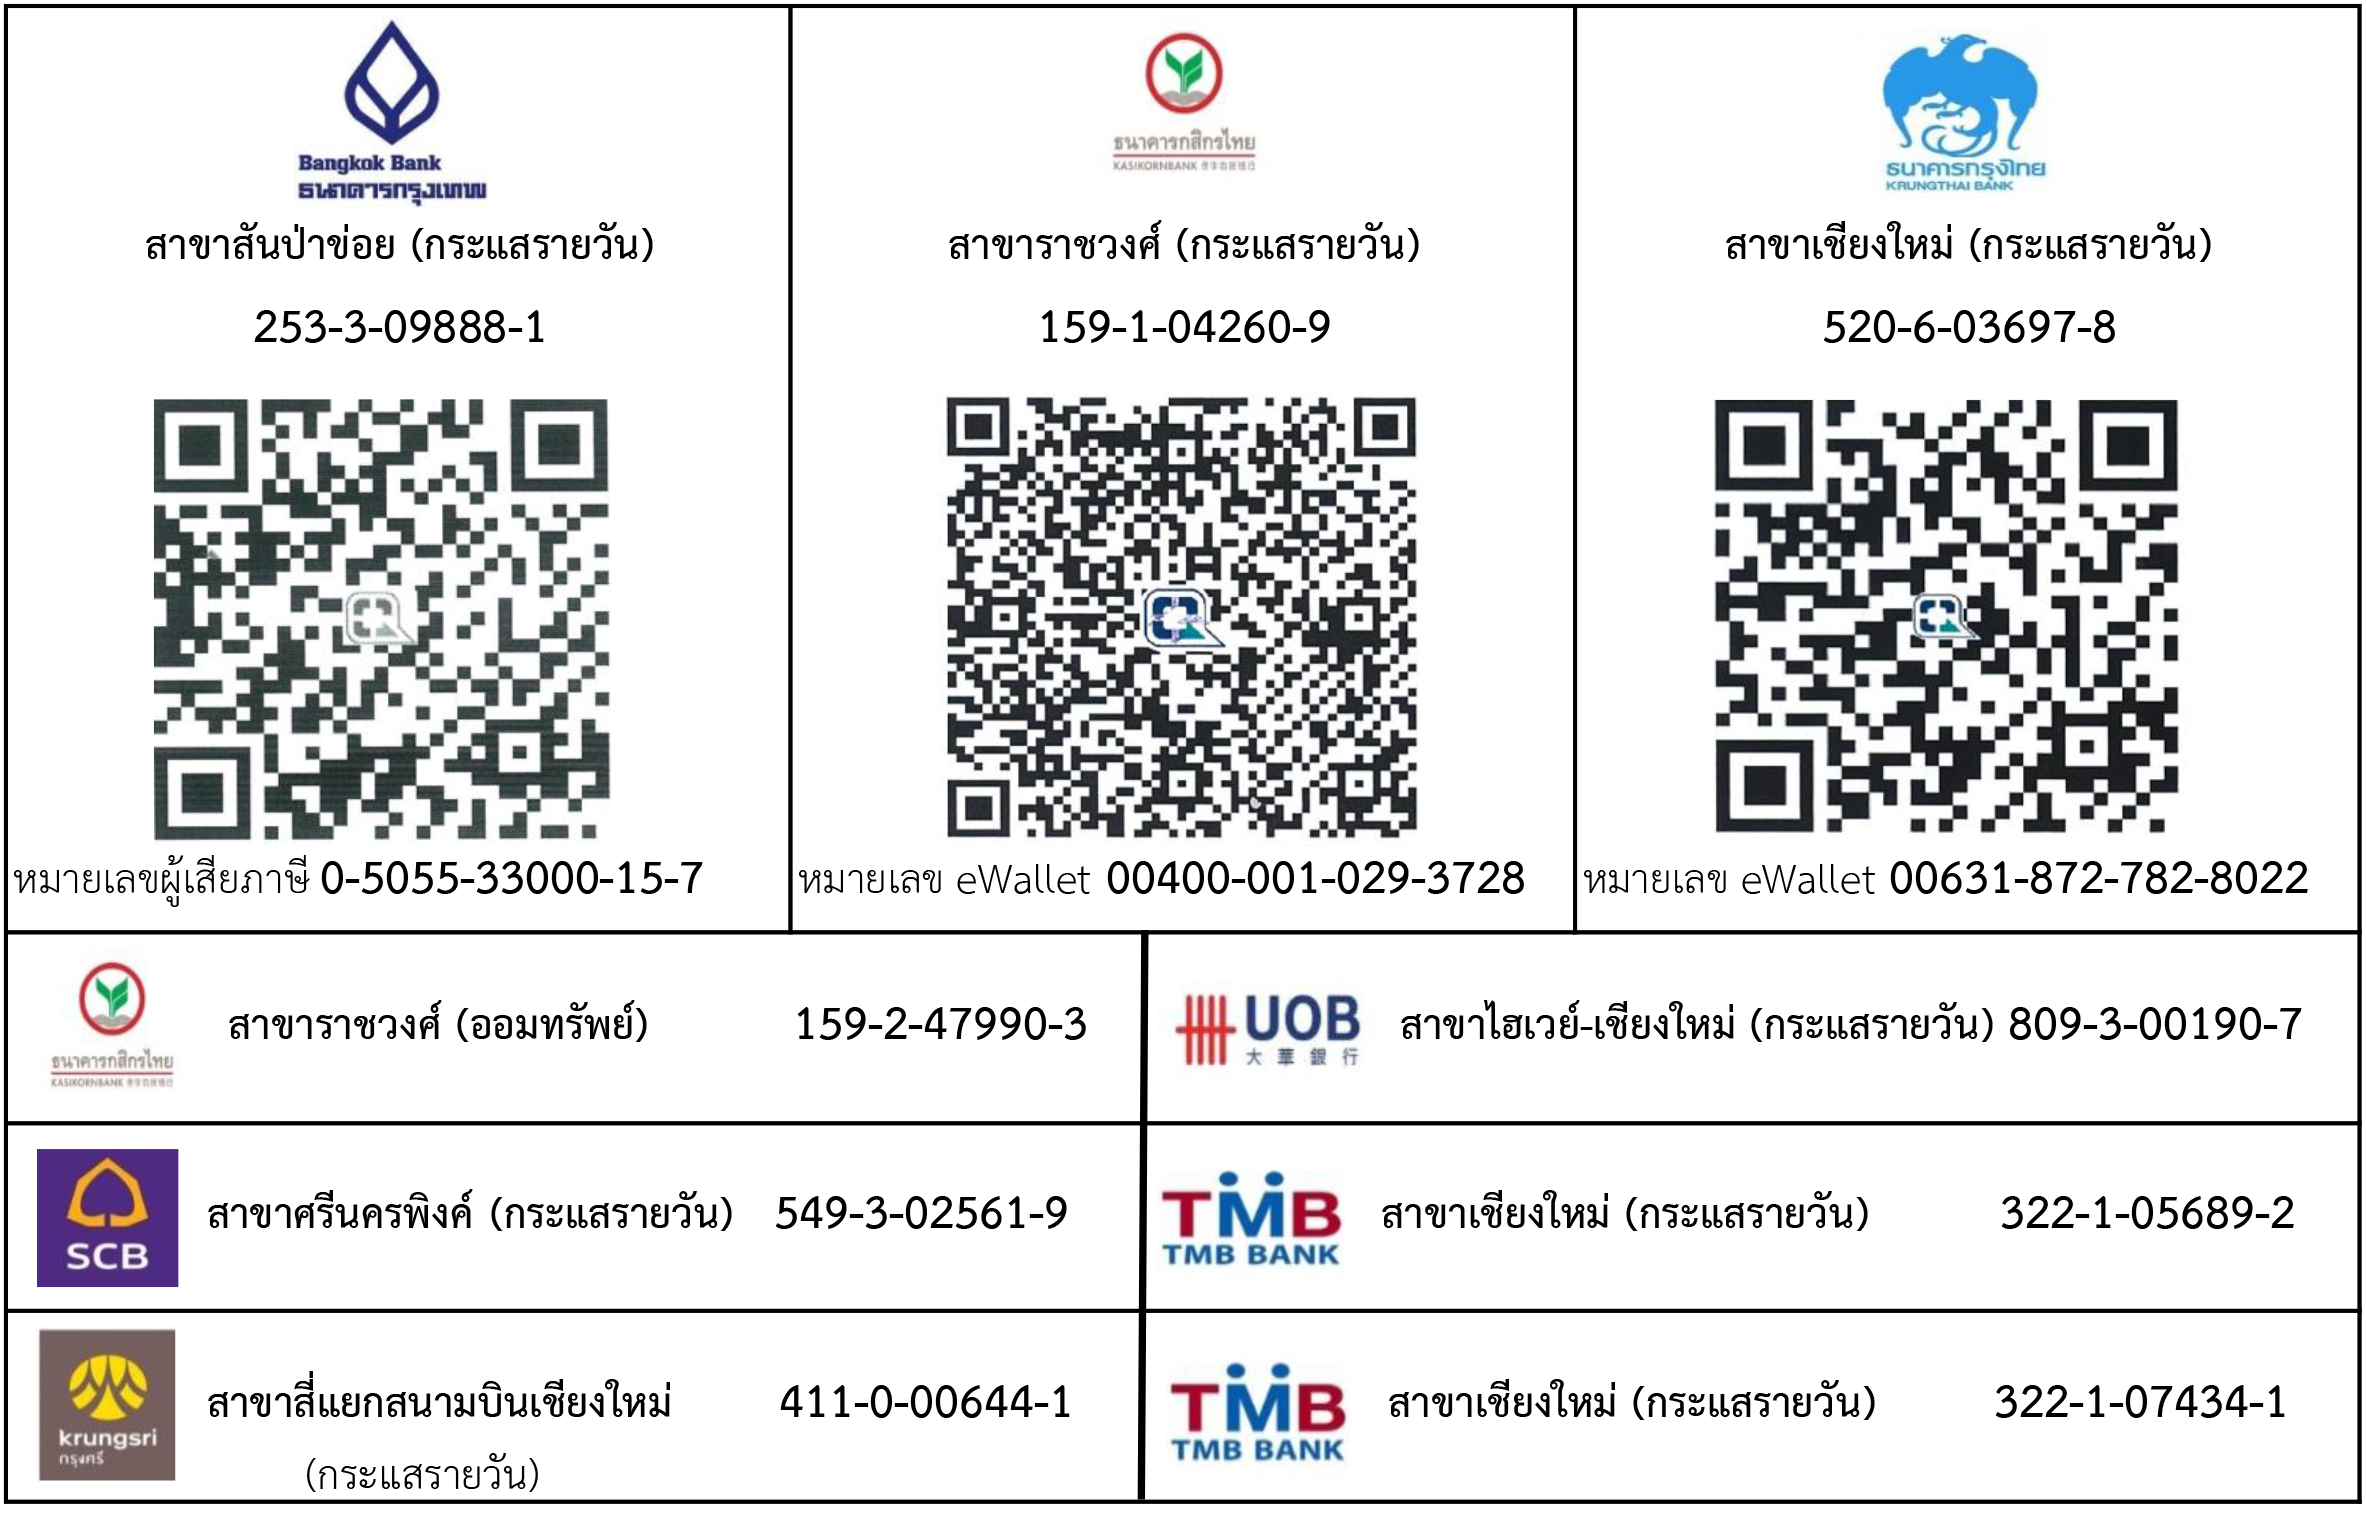 Bangkok Bank
ธนาคารกรุงเทพ
สาขาสันป่าข่อย (กระแสรายวัน)
253-3-09888-1
หมายเลขผู้เสียภาษี 0-5055-33000-15-7
ธนาคารกสิกรไทย
KASIKORNBANK
สาขาราชวงศ์ (กระแสรายวัน)
159-1-04260-9
หมายเลข eWallet 00400-001-029-3728
ธนาคารกรุงไทย
KRUNGTHAI BANK
สาขาเชียงใหม่ (กระแสรายวัน)
520-6-03697-8
หมายเลข eWallet 00631-872-782-8022
ธนาคารกสิกรไทย
KASIKORNBANK
สาขาราชวงศ์ (ออมทรัพย์) 159-2-47990-3
UOB
大華銀行
สาขาไฮเวย์-เชียงใหม่ (กระแสรายวัน) 809-3-00190-7
SCB
สาขาศรีนครพิงค์ (กระแสรายวัน) 549-3-02561-9
TMB
TMB BANK
สาขาเชียงใหม่ (กระแสรายวัน) 322-1-05689-2
krungsri
กรุงศรี
สาขาสี่แยกสนามบินเชียงใหม่ 411-0-00644-1
(กระแสรายวัน)
TMB
TMB BANK
สาขาเชียงใหม่ (กระแสรายวัน) 322-1-07434-1